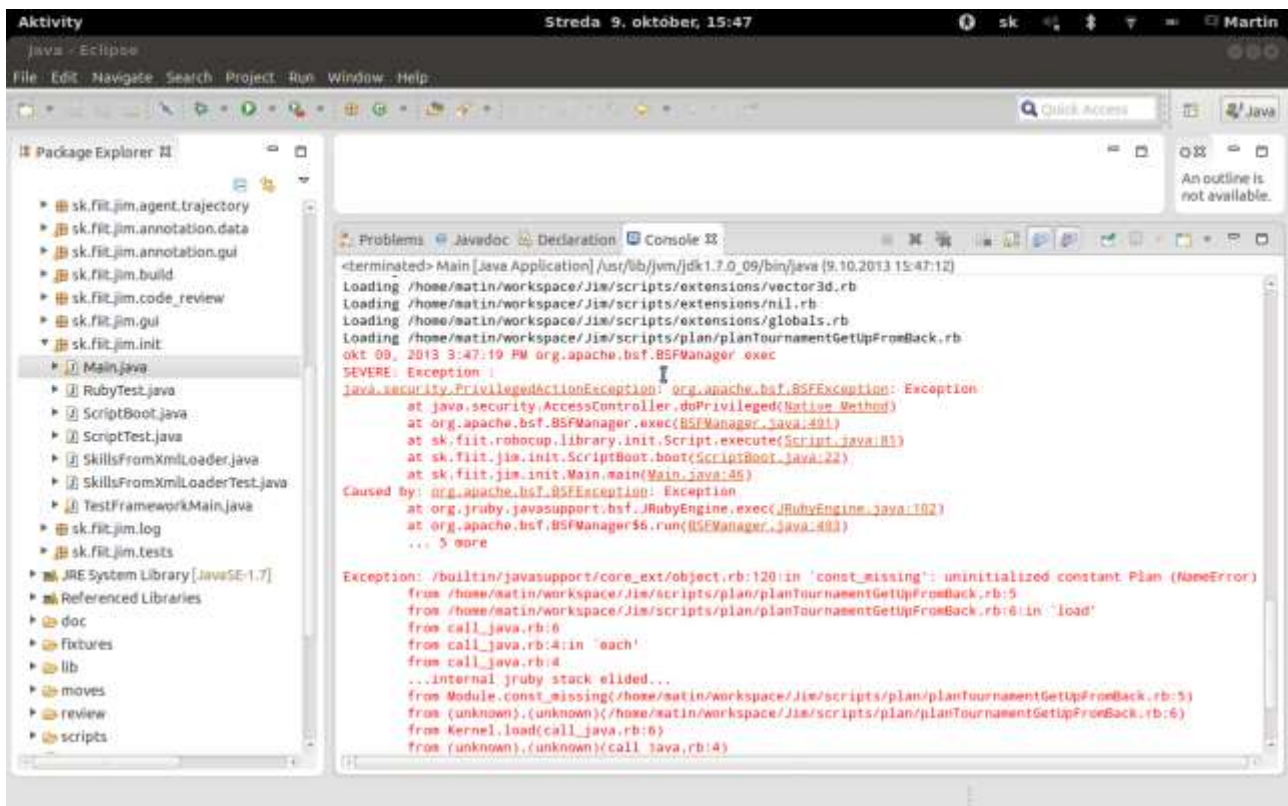 Aktivity
Streda 9. október, 15:47
sk
Martin
Java - Eclipse
File Edit Navigate Search Project Run Window Help
Quick Access
Java
Package Explorer
An outline is
not available.
sk.fiit.jim.agent.trajectory
sk.fiit.jim.annotation.data
sk.fiit.jim.annotation.gui
sk.fiit.jim.build
sk.fiit.jim.code_review
sk.fiit.jim.gui
sk.fiit.jim.init
Main.java
RubyTest.java
ScriptBoot.java
ScriptTest.java
SkillsFromXmlLoader.java
SkillsFromXmlLoaderTest.java
TestFrameworkMain.java
sk.fiit.jim.log
sk.fiit.jim.tests
JRE System Library [JavaSE-1.7]
Referenced Libraries
doc
fixtures
lib
moves
review
scripts
Problems Javadoc Declaration Console
<terminated> Main [Java Application] /usr/lib/jvm/jdk1.7.0_09/bin/java (9.10.2013 15:47:12)
Loading /home/matin/workspace/Jim/scripts/extensions/vector3d.rb
Loading /home/matin/workspace/Jim/scripts/extensions/nil.rb
Loading /home/matin/workspace/Jim/scripts/extensions/globals.rb
Loading /home/matin/workspace/Jim/scripts/plan/planTournamentGetUpFromBack.rb
okt 09, 2013 3:47:19 PM org.apache.bsf.BSFManager exec
SEVERE: Exception :
java.security.PrivilegedActionException: org.apache.bsf.BSFException: Exception
at java.security.AccessController.doPrivileged(Native Method)
at org.apache.bsf.BSFManager.exec(BSFManager.java:491)
at sk.fiit.robocup.library.init.Script.execute(Script.java:81)
at sk.fiit.jim.init.ScriptBoot.boot(ScriptBoot.java:22)
at sk.fiit.jim.init.Main.main(Main.java:46)
Caused by: org.apache.bsf.BSFException: Exception
at org.jruby.javasupport.bsf.JRubyEngine.exec(JRubyEngine.java:102)
at org.apache.bsf.BSFManager$6.run(BSFManager.java:493)
... 5 more
Exception: /builtin/javasupport/core_ext/object.rb:120:in `const_missing': uninitialized constant Plan (NameError)
from /home/matin/workspace/Jim/scripts/plan/planTournamentGetUpFromBack.rb:5
from /home/matin/workspace/Jim/scripts/plan/planTournamentGetUpFromBack.rb:6:in `load'
from call_java.rb:6
from call_java.rb:4:in `each'
from call_java.rb:4
...internal jruby stack elided...
from Module.const_missing(/home/matin/workspace/Jim/scripts/plan/planTournamentGetUpFromBack.rb:5)
from (unknown).(unknown)(/home/matin/workspace/Jim/scripts/plan/planTournamentGetUpFromBack.rb:6)
from Kernel.load(call_java.rb:6)
from (unknown).(unknown)(call_java.rb:4)